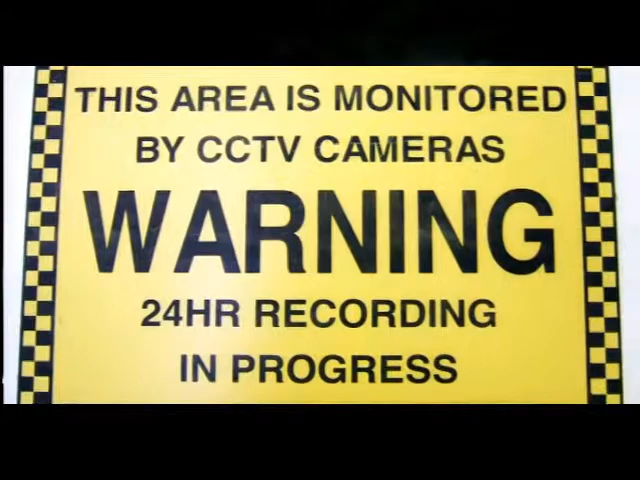 THIS AREA IS MONITORED
BY CCTV CAMERAS
WARNING
24HR RECORDING
IN PROGRESS